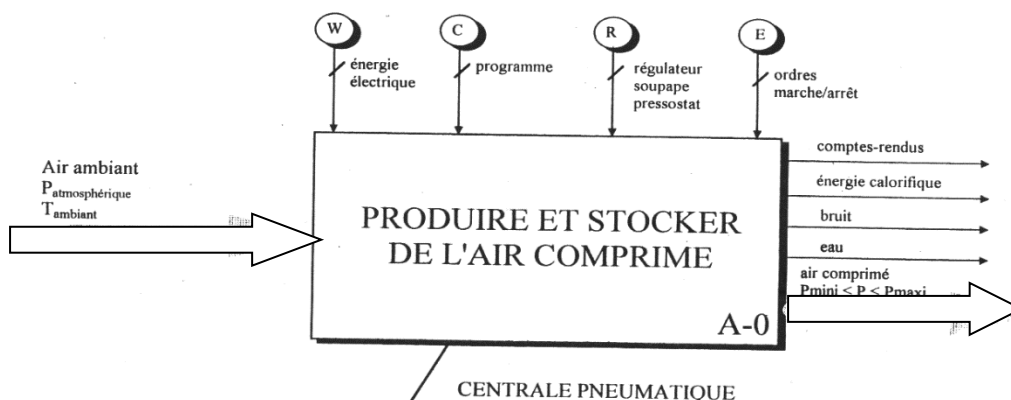 W
C
R
E
énergie
électrique
programme
régulateur
soupape
pressostat
ordres
marche/arrêt
Air ambiant
Patmosphérique
Tambiant
PRODUIRE ET STOCKER
DE L'AIR COMPRIME
A-0
comptes-rendus
énergie calorifique
bruit
eau
air comprimé
Pmini < P < Pmaxi
CENTRALE PNEUMATIQUE